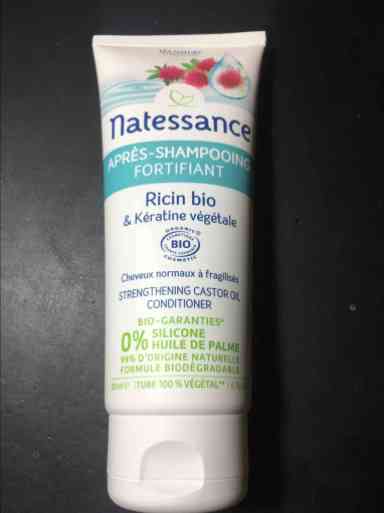 natessance
APRÈS-SHAMPOOING
FORTIFIANT
Ricin bio
& Kératine végétale
BIO
COSMETIC
Cheveux normaux à fragilisés
STRENGTHENING CASTOR OIL
CONDITIONER
BIO-GARANTIES*
0% SILICONE
HUILE DE PALME
99% D'ORIGINE NATURELLE
FORMULE BIODÉGRADABLE
TUBE 100% VÉGÉTAL**